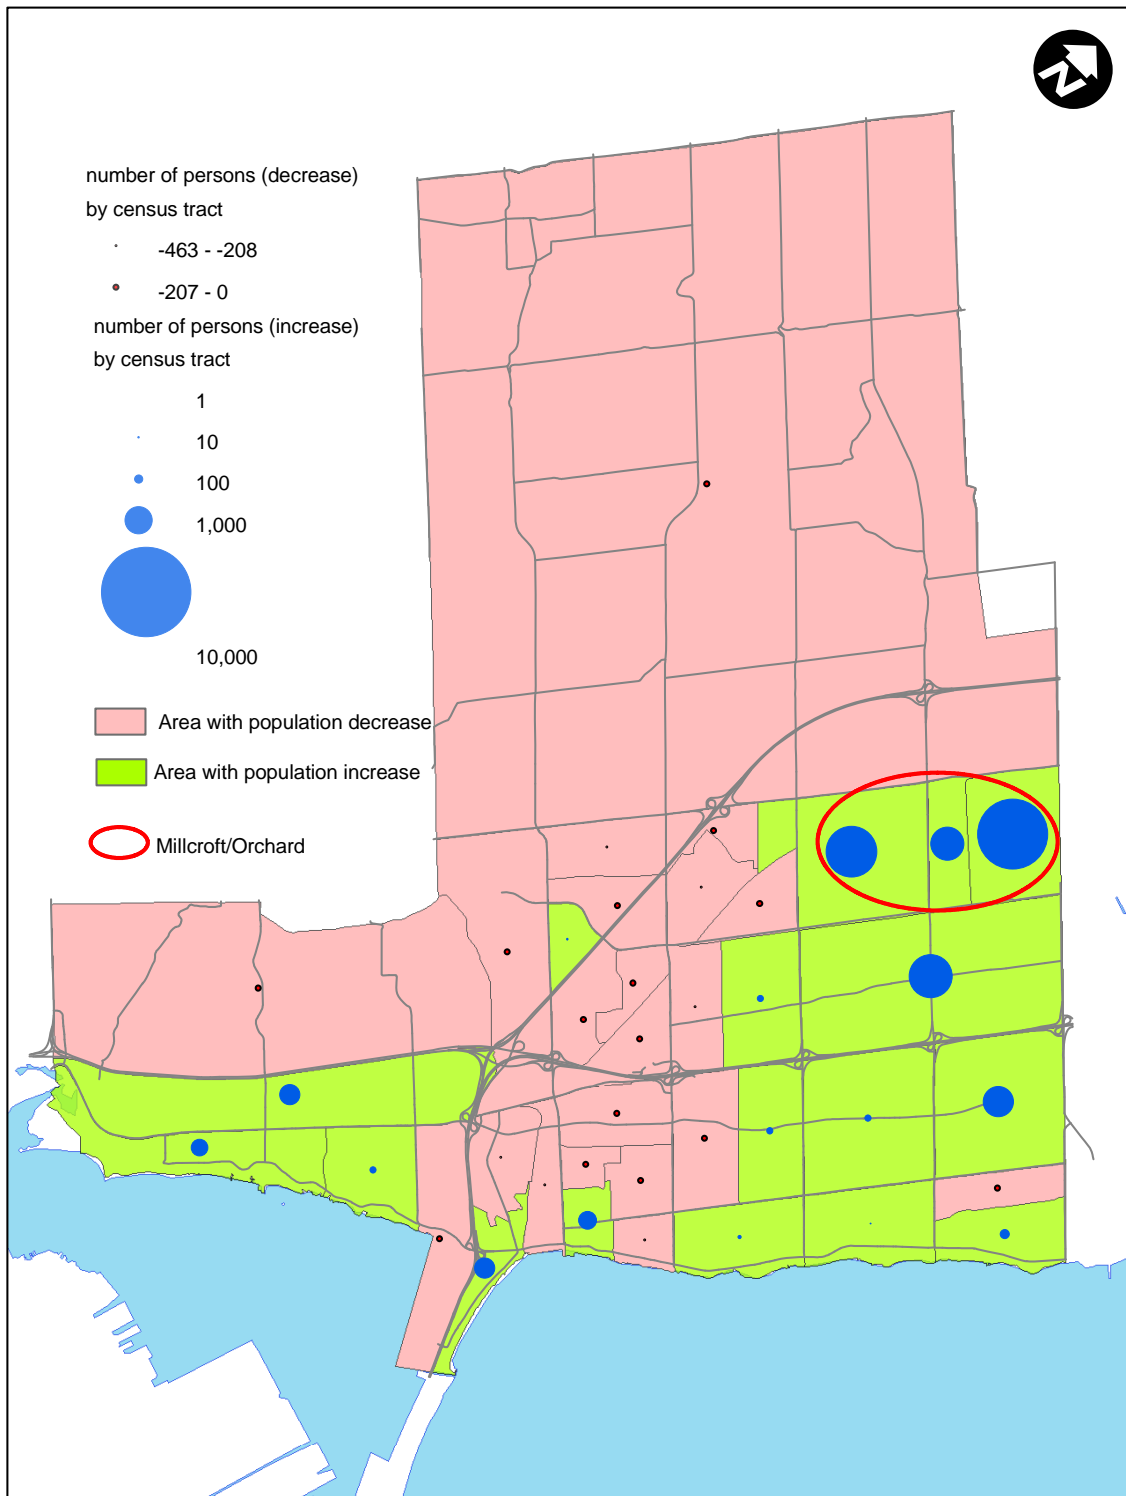 N
number of persons (decrease)
by census tract
-463 - -208
-207 - 0
number of persons (increase)
by census tract
1
10
100
1,000
10,000
Area with population decrease
Area with population increase
Millcroft/Orchard